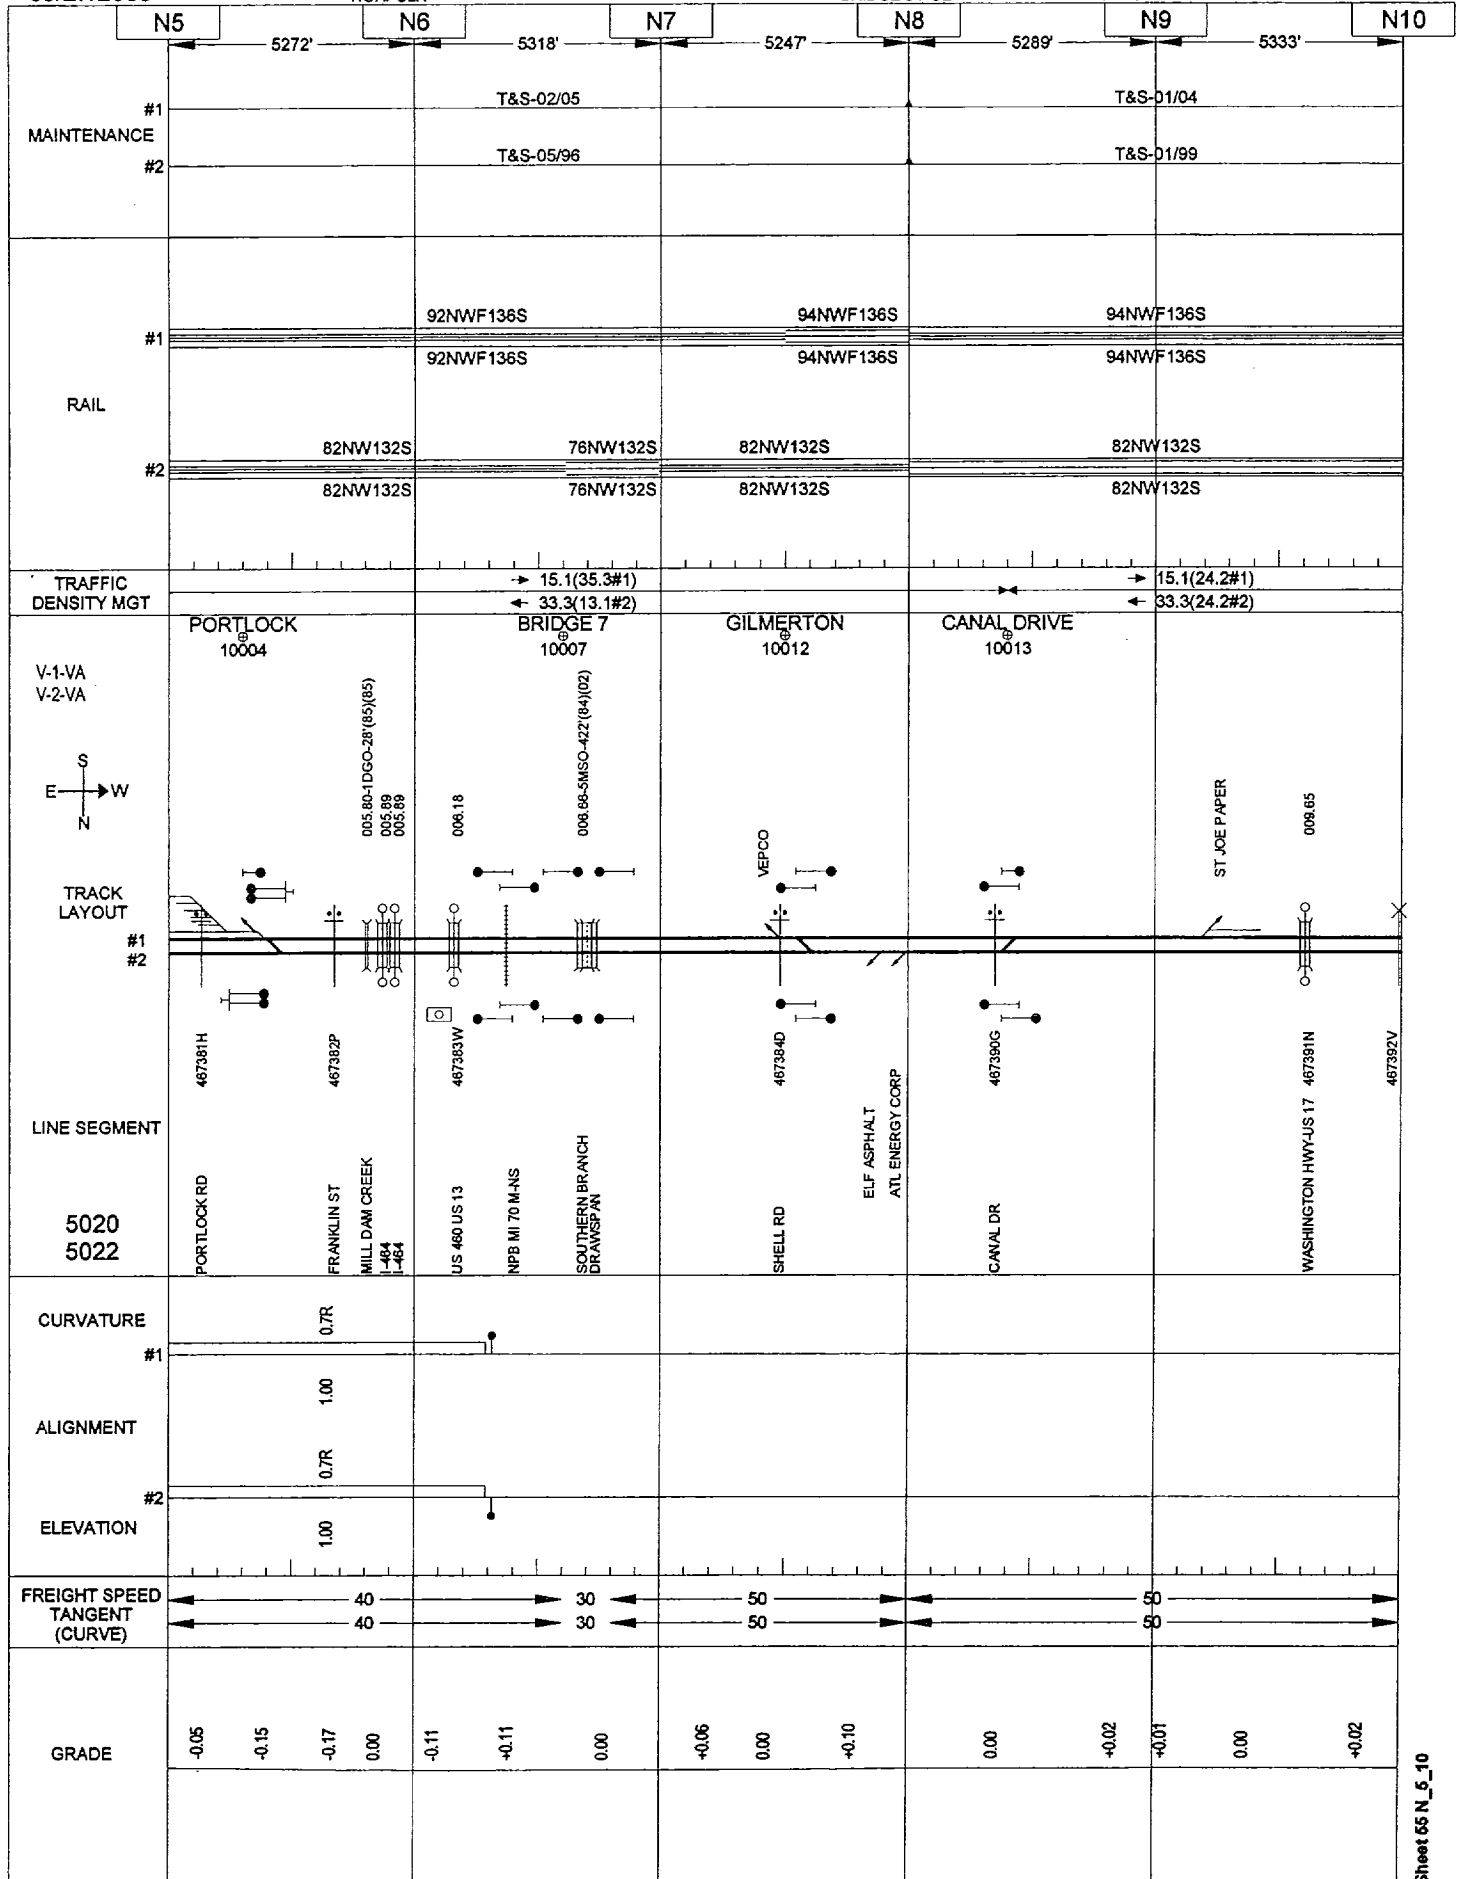 N5 N6 N7 N8 N9 N10
5272' 5318' 5247' 5289' 5333'
MAINTENANCE
#1 T&S-02/05 T&S-01/04
#2 T&S-05/96 T&S-01/99
RAIL
92NWF136S 94NWF136S 94NWF136S
#1
92NWF136S 94NWF136S 94NWF136S
82NW132S 76NW132S 82NW132S 82NW132S
#2
82NW132S 76NW132S 82NW132S 82NW132S
TRAFFIC
DENSITY MGT
15.1(35.3#1) 15.1(24.2#1)
33.3(13.1#2) 33.3(24.2#2)
PORTLOCK BRIDGE 7 GILMERTON CANAL DRIVE
10004 10007 10012 10013
V-1-VA
V-2-VA
S
E W
N
005.80-1DGO-28'(85)(85)
005.89
005.89
006.18
006.66-5MSO-422'(84)(02)
VEPCO
ST JOE PAPER
009.65
TRACK
LAYOUT
#1
#2
467381H
467382P
467383W
467384D
467390G
467391N
467392V
LINE SEGMENT
5020
5022
PORTLOCK RD
FRANKLIN ST
MILL DAM CREEK
I-464
I-464
US 460 US 13
NPB MI 70 M-NS
SOUTHERN BRANCH
DRAWSPAN
SHELL RD
ELF ASPHALT
ATL ENERGY CORP
CANAL DR
WASHINGTON HWY-US 17
CURVATURE
0.7R
#1
1.00
ALIGNMENT
0.7R
#2
ELEVATION
1.00
FREIGHT SPEED
TANGENT
(CURVE)
40 30 50 50
40 30 50 50
GRADE
-0.05 -0.15 -0.17 0.00 -0.11 +0.11 0.00 +0.06 0.00 +0.10 0.00 +0.02 +0.01 0.00 +0.02
Sheet 55 N_5_10